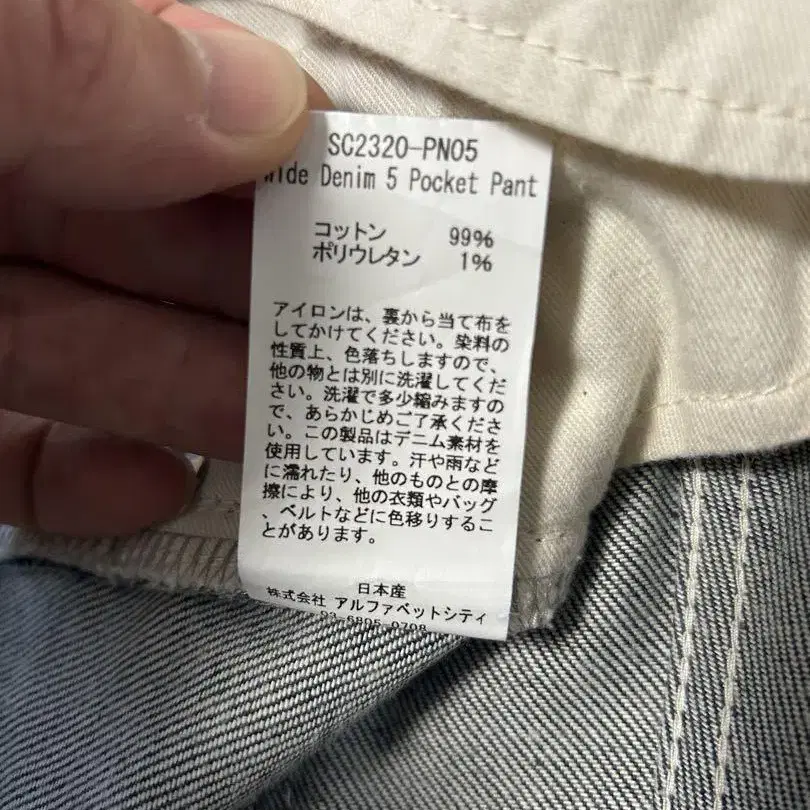 SC2320-PN05
Wide Denim 5 Pocket Pant
コットン 99%
ポリウレタン 1%
アイロンは、裏から当て布を
してかけてください。染料の
性質上、色落ちしますので、
他の物とは別に洗濯してくだ
さい。洗濯で多少縮みますの
で、あらかじめご了承くださ
い。この製品はデニム素材を
使用しています。汗や雨など
に濡れたり、他のものとの摩
擦により、他の衣類やバッグ
、ベルトなどに色移りするこ
とがあります。
日本産
株式会社 アルファベットシティ
03-6805-0708